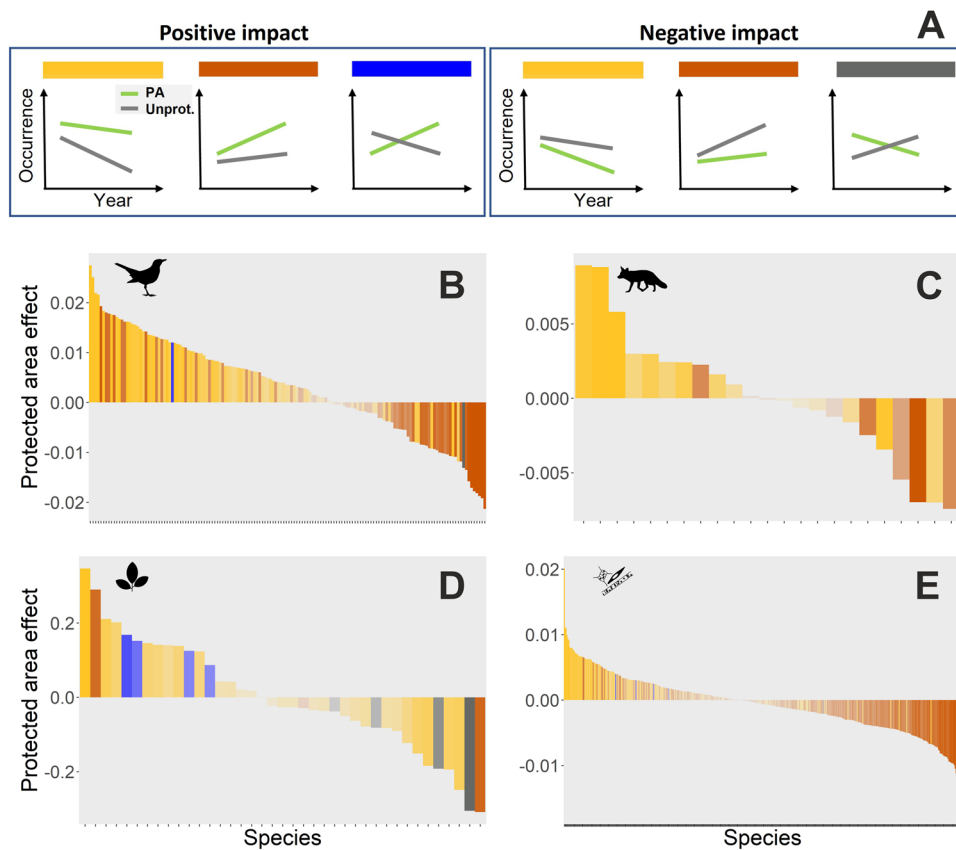 Positive impact
Negative impact
A
PA
Unprot.
Occurrence
Year
Occurrence
Year
B
Protected area effect
0.02
0.01
0.00
-0.01
-0.02
C
0.005
0.000
-0.005
D
Protected area effect
0.2
0.0
-0.2
Species
E
0.02
0.01
0.00
-0.01
Species